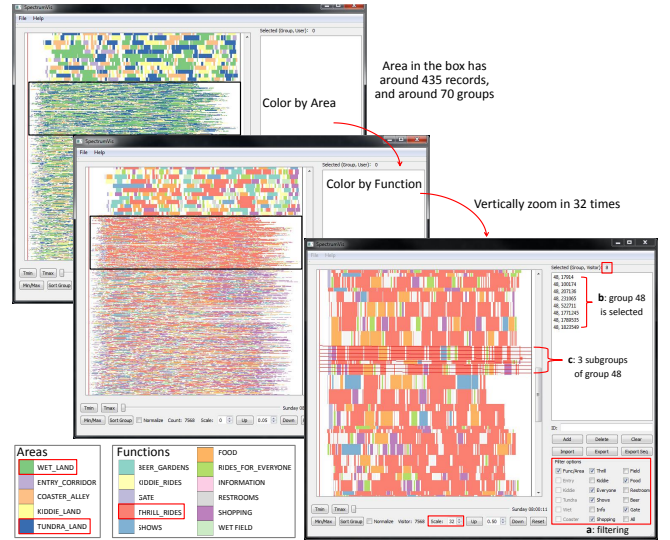 SpectrumVis
File Help
Selected (Group, User): 0
Color by Area
Area in the box has
around 435 records,
and around 70 groups
Tmin Tmax
Min/Max Sort Group
SpectrumVis
File Help
Selected (Group, User): 0
Color by Function
Vertically zoom in 32 times
Tmin Tmax Sunday 08
Min/Max Sort Group Normalize Count: 7568 Scale: 0 Up 0.05 Down
SpectrumVis
File Help
Selected (Group, Visitor): 8
48, 17914
48, 100174
48, 207136
48, 231065
48, 522711
48, 1771245
48, 1789535
48, 1823549
b: group 48
is selected
c: 3 subgroups
of group 48
ID:
Add Delete Clear
Import Export Export Seq
Filter options
Func/Area Thrill Field
Entry Kiddie Food
Kiddie Everyone Restroom
Tundra Shows Beer
Wet Info Gate
Coaster Shopping All
a: filtering
Tmin Tmax Sunday 08:00:11
Min/Max Sort Group Normalize Visitor: 7568 Scale: 32 Up 0.50 Down Reset
Areas
WET_LAND
ENTRY_CORRIDOR
COASTER_ALLEY
KIDDIE_LAND
TUNDRA_LAND
Functions
BEER_GARDENS
KIDDIE_RIDES
GATE
THRILL_RIDES
SHOWS
FOOD
RIDES_FOR_EVERYONE
INFORMATION
RESTROOMS
SHOPPING
WET FIELD